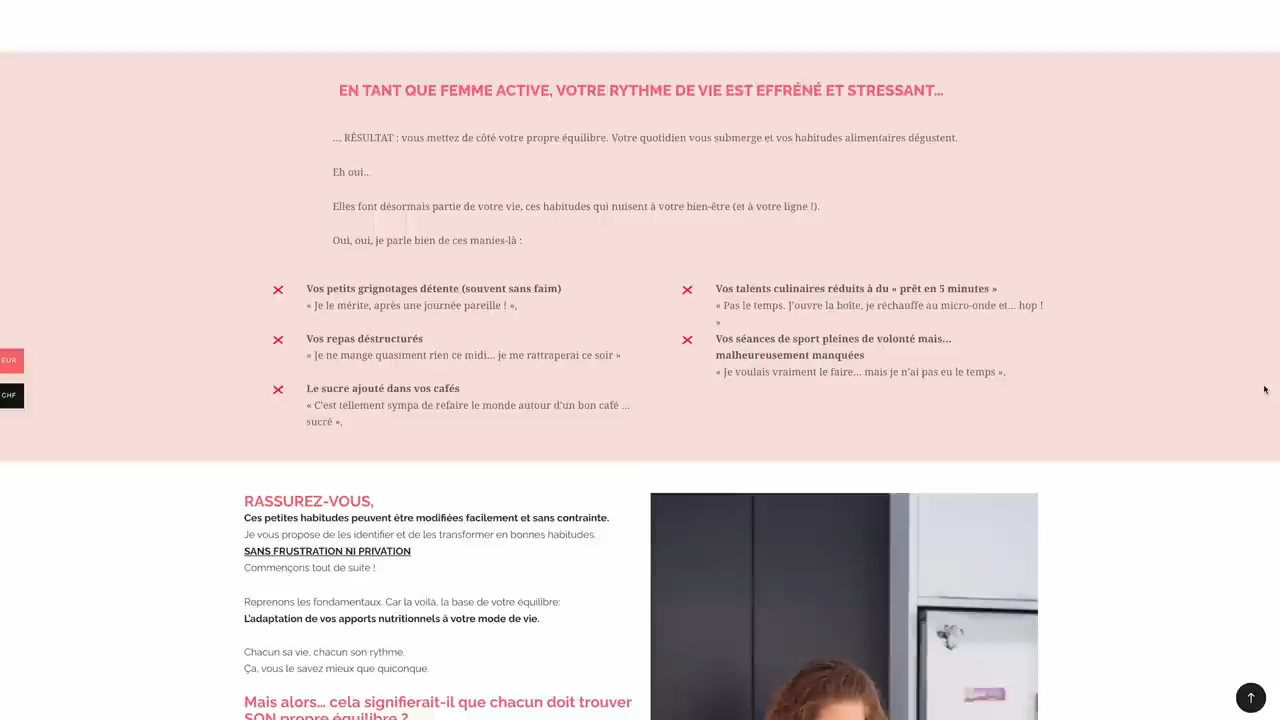 EN TANT QUE FEMME ACTIVE, VOTRE RYTHME DE VIE EST EFFRÉNÉ ET STRESSANT…
… RÉSULTAT : vous mettez de côté votre propre équilibre. Votre quotidien vous submerge et vos habitudes alimentaires dégustent.
Eh oui…
Elles font désormais partie de votre vie, ces habitudes qui nuisent à votre bien-être (et à votre ligne !).
Oui, oui, je parle bien de ces manies-là :
Vos petits grignotages détente (souvent sans faim)
« Je le mérite, après une journée pareille ! »,
Vos repas déstructurés
« Je ne mange quasiment rien ce midi… je me rattraperai ce soir »
Le sucre ajouté dans vos cafés
« C’est tellement sympa de refaire le monde autour d’un bon café …
sucré »,
Vos talents culinaires réduits à du « prêt en 5 minutes »
« Pas le temps. J’ouvre la boîte, je réchauffe au micro-onde et… hop !
»
Vos séances de sport pleines de volonté mais…
malheureusement manquées
« Je voulais vraiment le faire… mais je n’ai pas eu le temps ».
EUR
CHF
RASSUREZ-VOUS,
Ces petites habitudes peuvent être modifiées facilement et sans contrainte.
Je vous propose de les identifier et de les transformer en bonnes habitudes.
SANS FRUSTRATION NI PRIVATION
Commençons tout de suite !
Reprenons les fondamentaux. Car la voilà, la base de votre équilibre:
L’adaptation de vos apports nutritionnels à votre mode de vie.
Chacun sa vie, chacun son rythme.
Ça, vous le savez mieux que quiconque.
Mais alors… cela signifierait-il que chacun doit trouver
SON propre équilibre ?